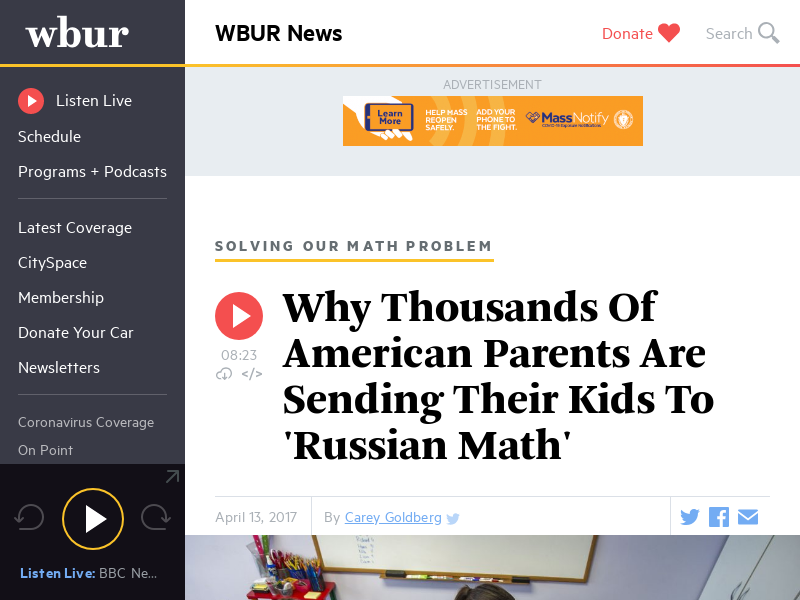 wbur
WBUR News
Donate
Search
Listen Live
Schedule
Programs + Podcasts
Latest Coverage
CitySpace
Membership
Donate Your Car
Newsletters
Coronavirus Coverage
On Point
Listen Live: BBC Ne...
ADVERTISEMENT
Learn
More
HELP MASS
REOPEN
SAFELY.
ADD YOUR
PHONE TO
THE FIGHT.
MassNotify
SOLVING OUR MATH PROBLEM
08:23
</>
Why Thousands Of
American Parents Are
Sending Their Kids To
'Russian Math'
April 13, 2017
By Carey Goldberg